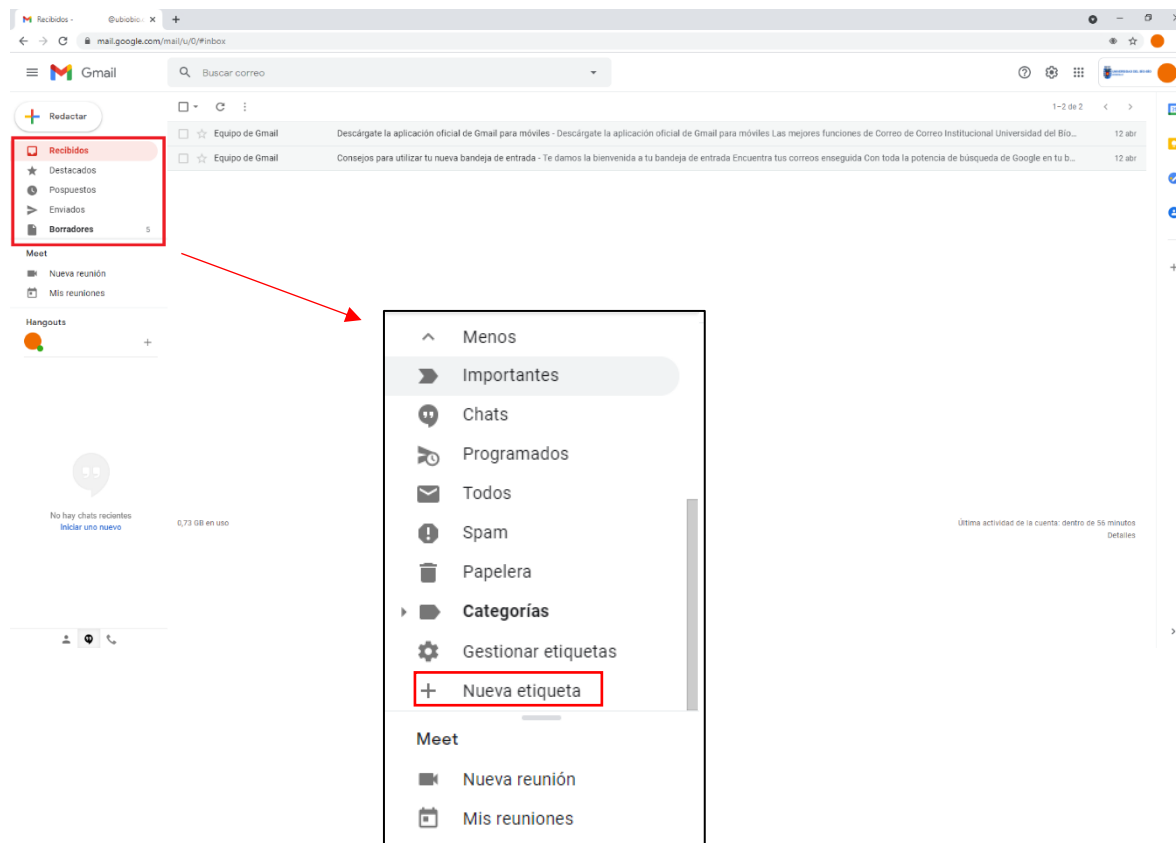 Recibidos - @ubiobio.
mail.google.com/mail/u/0/#inbox
Gmail
Buscar correo
Redactar
1–2 de 2
Equipo de Gmail Descárgate la aplicación oficial de Gmail para móviles - Descárgate la aplicación oficial de Gmail para móviles Las mejores funciones de Correo de Correo Institucional Universidad del Bío... 12 abr
Equipo de Gmail Consejos para utilizar tu nueva bandeja de entrada - Te damos la bienvenida a tu bandeja de entrada Encuentra tus correos enseguida Con toda la potencia de búsqueda de Google en tu b... 12 abr
Recibidos
Destacados
Pospuestos
Enviados
Borradores 5
Meet
Nueva reunión
Mis reuniones
Hangouts
No hay chats recientes
Iniciar uno nuevo
0,73 GB en uso
Última actividad de la cuenta: dentro de 56 minutos
Detalles
Menos
Importantes
Chats
Programados
Todos
Spam
Papelera
Categorías
Gestionar etiquetas
Nueva etiqueta
Meet
Nueva reunión
Mis reuniones